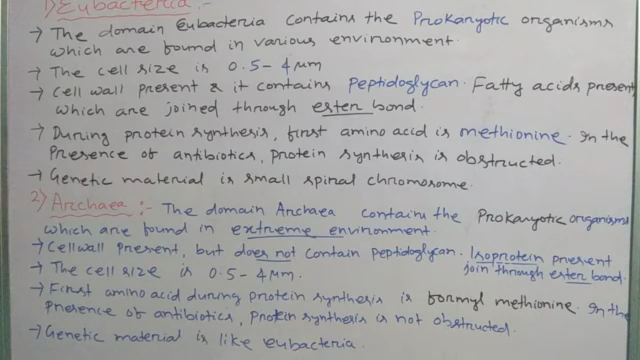 1) Eubacteria :-
→ The domain Eubacteria contains the Prokaryotic organisms
which are found in various environment.
→ The cell size is 0.5 - 4 μm
→ Cell wall present & it contains Peptidoglycan. Fatty acids present,
which are joined through ester bond.
→ During protein synthesis, first amino acid is methionine. In the
Presence of antibiotics, protein synthesis is obstructed.
→ Genetic material is small spiral chromosome.
2) Archaea :- The domain Archaea contains the Prokaryotic organisms
which are found in extreme environment.
→ Cell wall present, but does not contain peptidoglycan. Isoprotein present
join through ester bond.
→ The cell size is 0.5 - 4 μm.
→ First amino acid during protein synthesis is formyl methionine. In the
Presence of antibiotics, Protein synthesis is not obstructed.
→ Genetic material is like eubacteria.